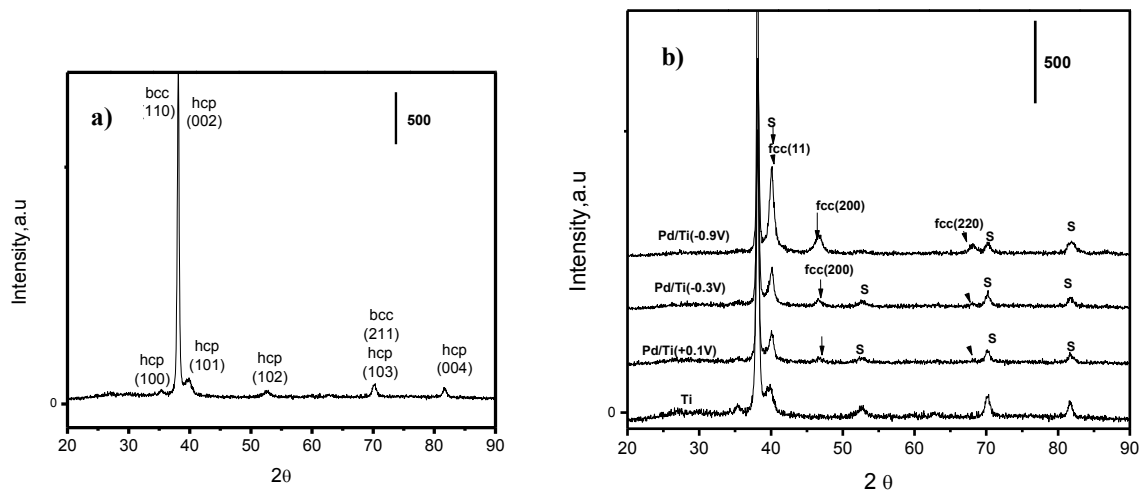 a)
bcc
(110)
hcp
(002)
500
Intensity,a.u
hcp
(100)
hcp
(101)
hcp
(102)
bcc
(211)
hcp
(103)
hcp
(004)
0
20 30 40 50 60 70 80 90
2θ
b)
500
S
fcc(11)
fcc(200)
fcc(220)
S
S
Pd/Ti(-0.9V)
fcc(200)
S
S
S
Pd/Ti(-0.3V)
S
S
S
Pd/Ti(+0.1V)
Ti
Intensity,a.u
0
20 30 40 50 60 70 80 90
2 θ